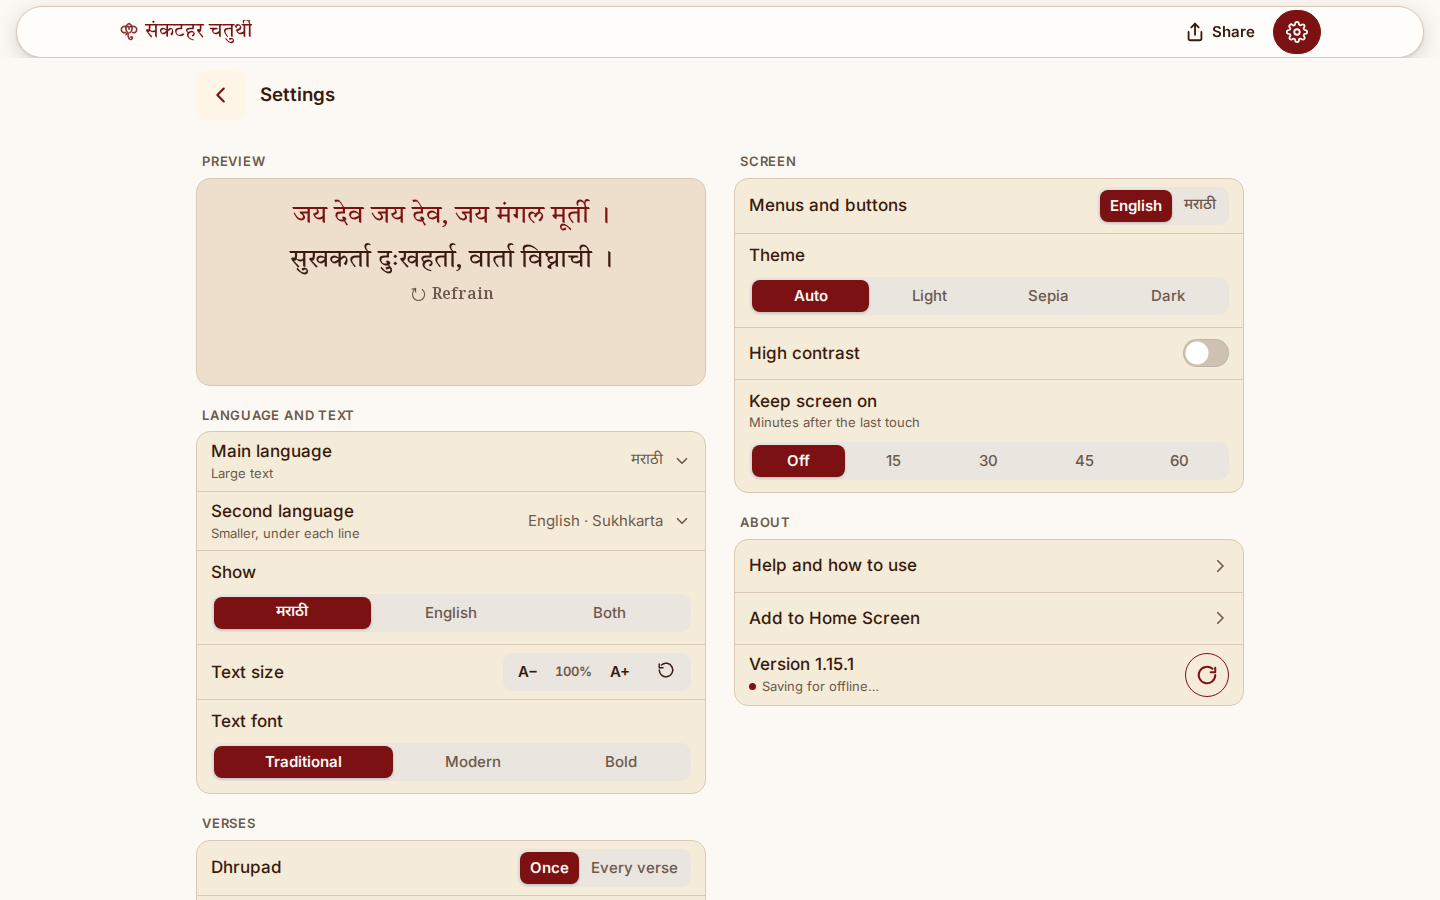 संकटहर चतुर्थी
Share
Settings
PREVIEW
जय देव जय देव, जय मंगल मूर्ती ।
सुखकर्ता दुःखहर्ता, वार्ता विघ्नाची ।
Refrain
LANGUAGE AND TEXT
Main language
Large text
मराठी
Second language
Smaller, under each line
English · Sukhkarta
Show
मराठी English Both
Text size
A− 100% A+
Text font
Traditional Modern Bold
VERSES
Dhrupad
Once Every verse
SCREEN
Menus and buttons
English मराठी
Theme
Auto Light Sepia Dark
High contrast
Keep screen on
Minutes after the last touch
Off 15 30 45 60
ABOUT
Help and how to use
Add to Home Screen
Version 1.15.1
Saving for offline...